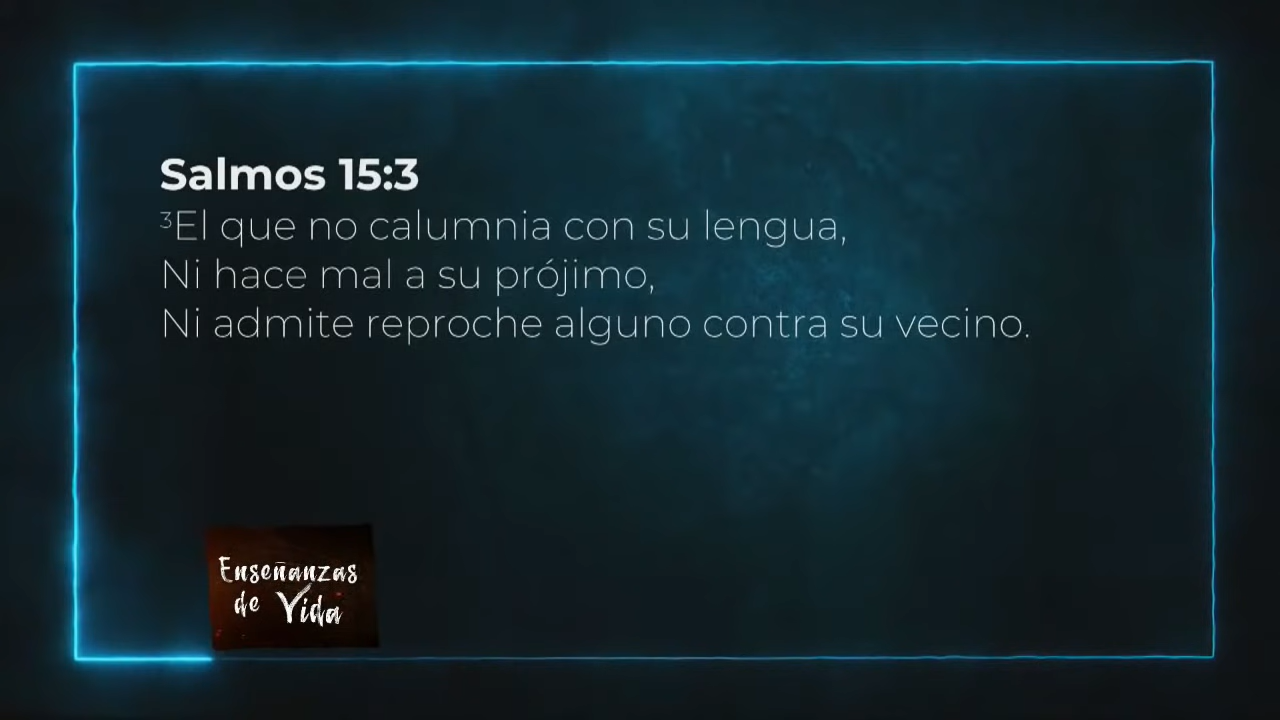 Salmos 15:3
³El que no calumnia con su lengua,
Ni hace mal a su prójimo,
Ni admite reproche alguno contra su vecino.
Enseñanzas
de Vida